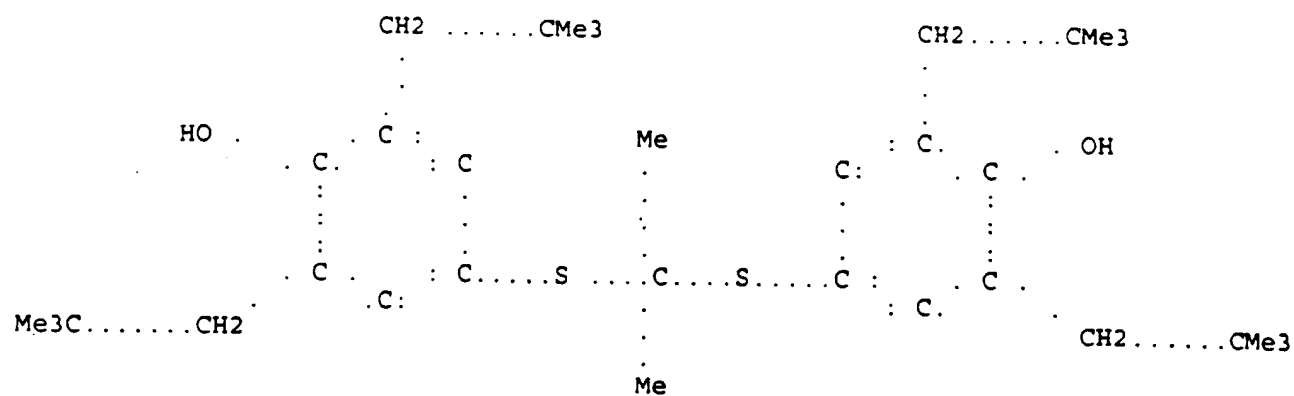 CH2 ......CMe3 CH2......CMe3
HO . . C : Me : C. . OH
. C. : C C: . C .
. C . : C.....S ....C....S.....C : . C .
.C: : C.
Me3C.......CH2 CH2......CMe3
Me